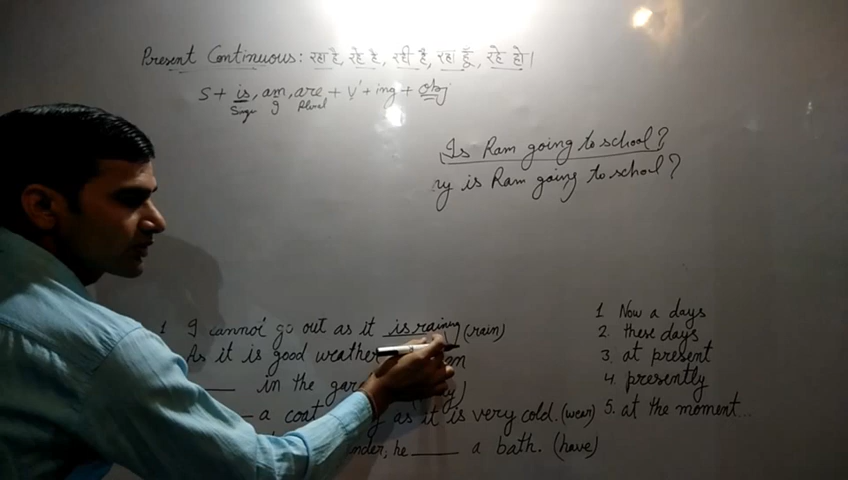 Present Continuous: रहा है, रहे है, रही है, रहा हूँ, रहे हो।
S + is, am, are + V' + ing + obj
I
Is Ram going to school?
is Ram going to school?
1 I cannot go out as it is raining (rain)
As it is good weather
in the
a coat as it is very cold. (wear)
he ____ a bath. (have)
1 Now a days
2. these days
3. at present
4. presently
5. at the moment...